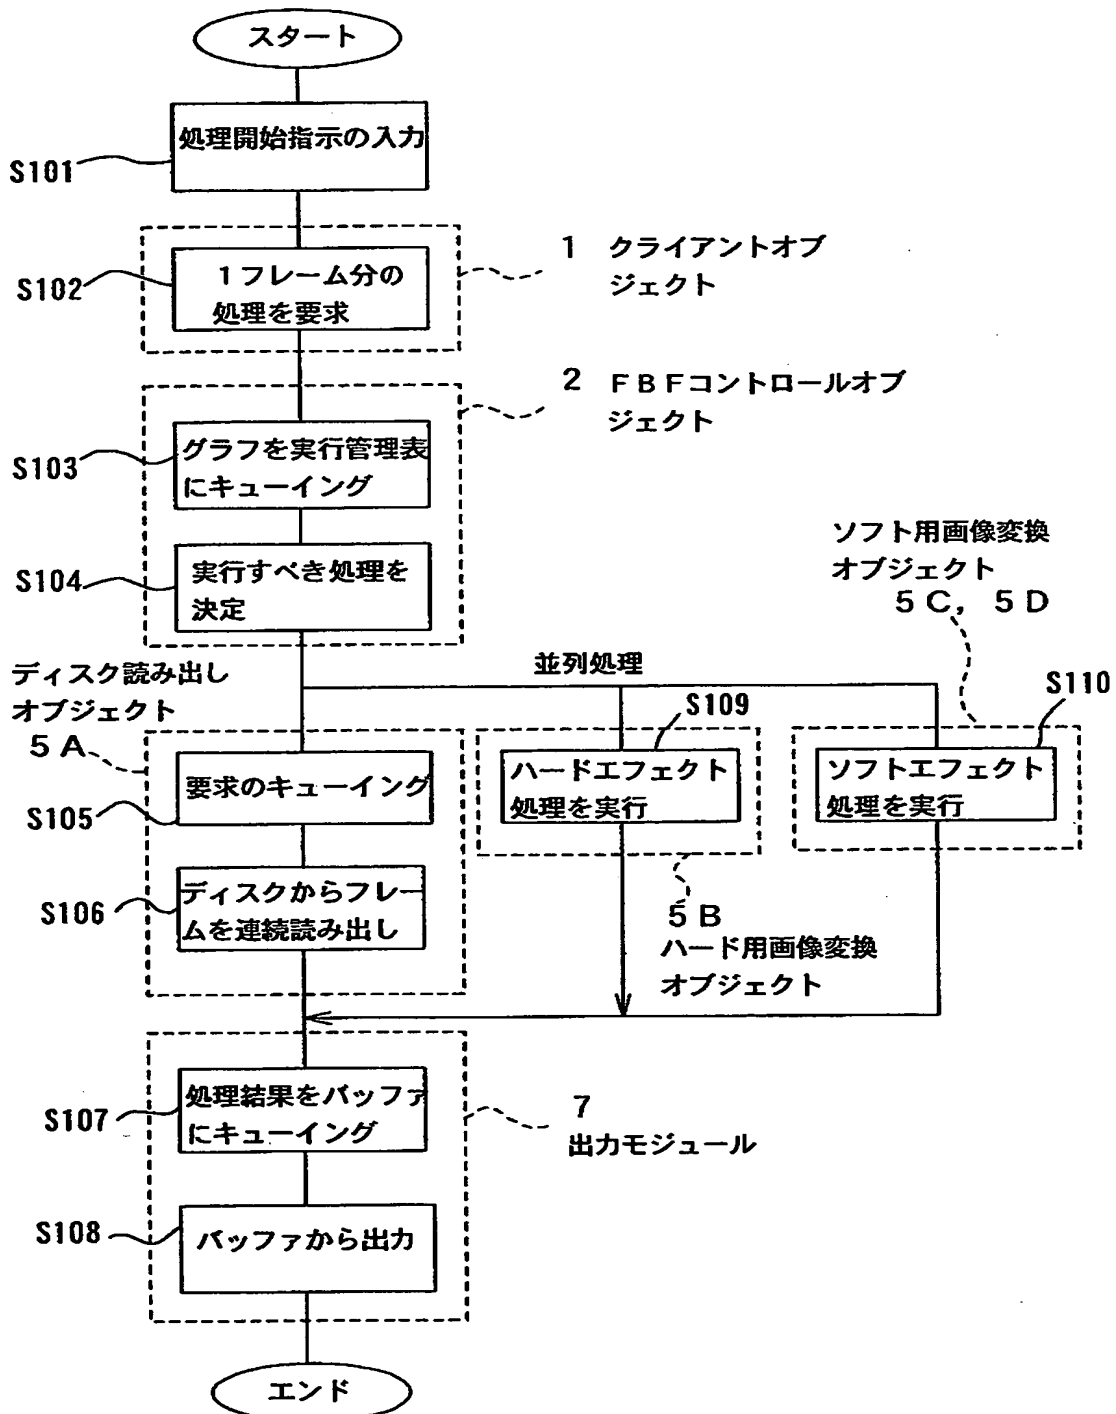 スタート
処理開始指示の入力
S101
1 クライアントオブ
ジェクト
S102
1フレーム分の
処理を要求
2 FBFコントロールオブ
ジェクト
S103
グラフを実行管理表
にキューイング
S104
実行すべき処理を
決定
ソフト用画像変換
オブジェクト
5C, 5D
ディスク読み出し
オブジェクト
5A
並列処理
S109
S110
要求のキューイング
S105
ハードエフェクト
処理を実行
ソフトエフェクト
処理を実行
S106
ディスクからフレー
ムを連続読み出し
5B
ハード用画像変換
オブジェクト
S107
処理結果をバッファ
にキューイング
7
出力モジュール
S108
バッファから出力
エンド